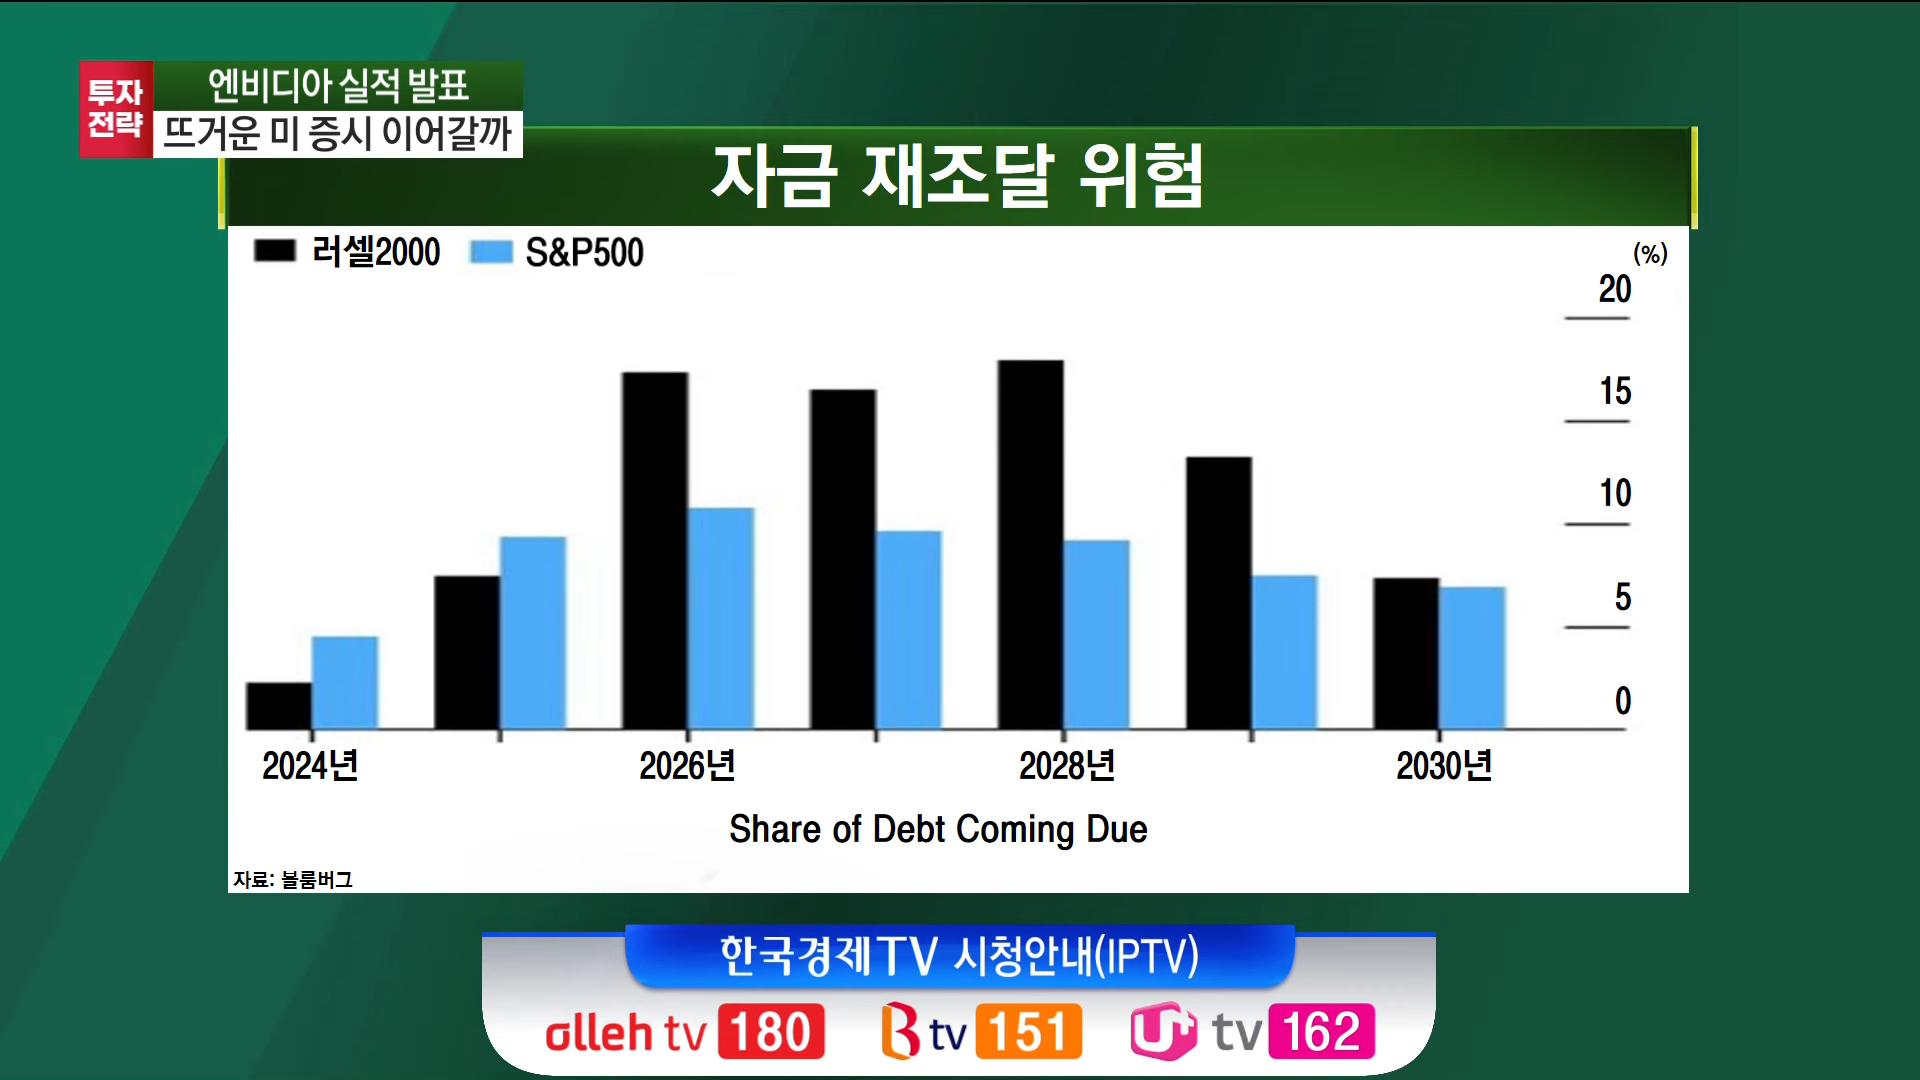 투자
전략
엔비디아 실적 발표
뜨거운 미 증시 이어갈까
자금 재조달 위험
러셀2000 S&P500
(%)
20
15
10
5
0
2024년 2026년 2028년 2030년
Share of Debt Coming Due
자료: 블룸버그
한국경제TV 시청안내(IPTV)
olleh tv 180 B tv 151 U+ tv 162